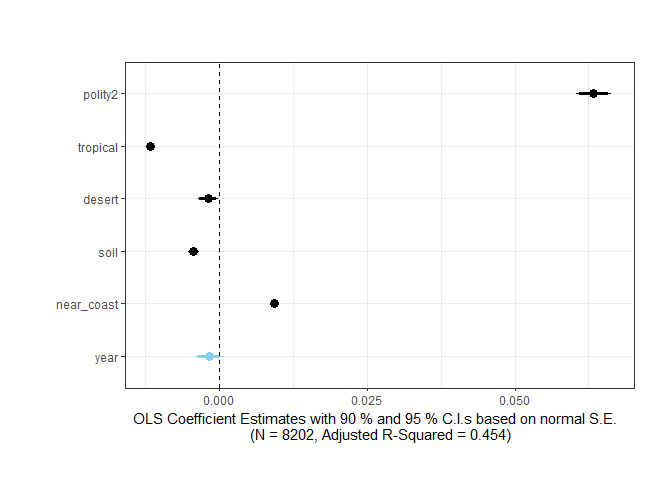 polity2
tropical
desert
soil
near_coast
year
0.000 0.025 0.050
OLS Coefficient Estimates with 90 % and 95 % C.I.s based on normal S.E.
(N = 8202, Adjusted R-Squared = 0.454)